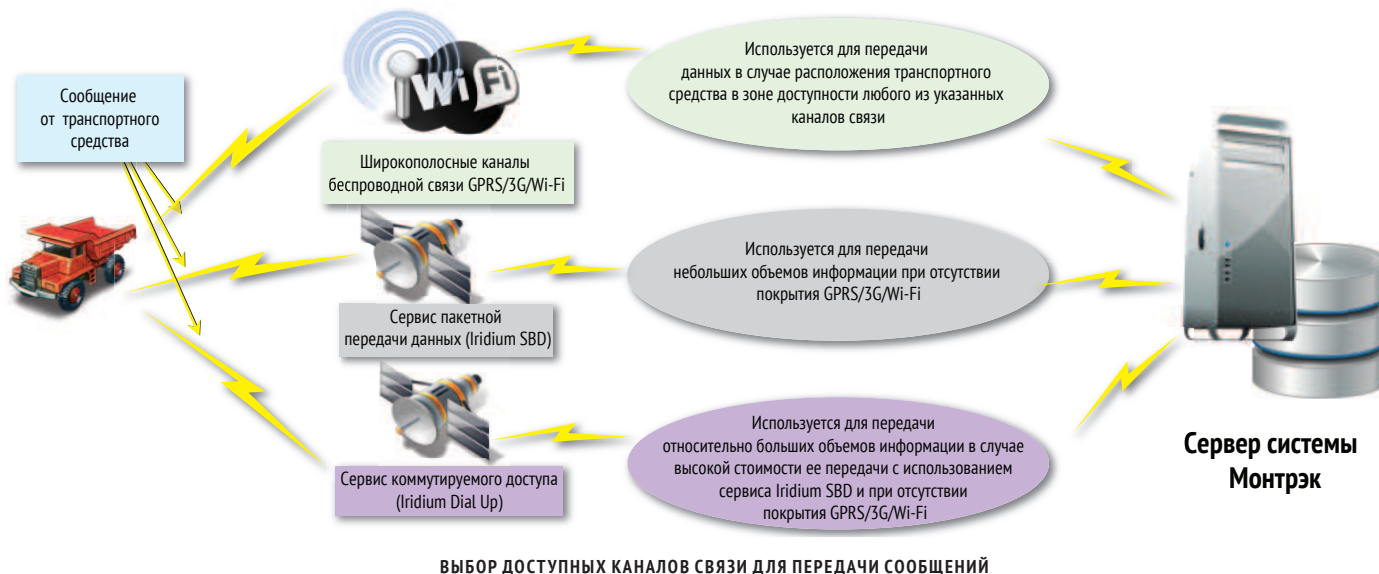 Сообщение
от транспортного
средства
iWiFi
Используется для передачи
данных в случае расположения транспортного
средства в зоне доступности любого из указанных
каналов связи
Широкополосные каналы
беспроводной связи GPRS/3G/Wi-Fi
Используется для передачи
небольших объемов информации при отсутствии
покрытия GPRS/3G/Wi-Fi
Сервис пакетной
передачи данных (Iridium SBD)
Используется для передачи
относительно больших объемов информации в случае
высокой стоимости ее передачи с использованием
сервиса Iridium SBD и при отсутствии
покрытия GPRS/3G/Wi-Fi
Сервис коммутируемого доступа
(Iridium Dial Up)
Сервер системы
Монтрэк
ВЫБОР ДОСТУПНЫХ КАНАЛОВ СВЯЗИ ДЛЯ ПЕРЕДАЧИ СООБЩЕНИЙ